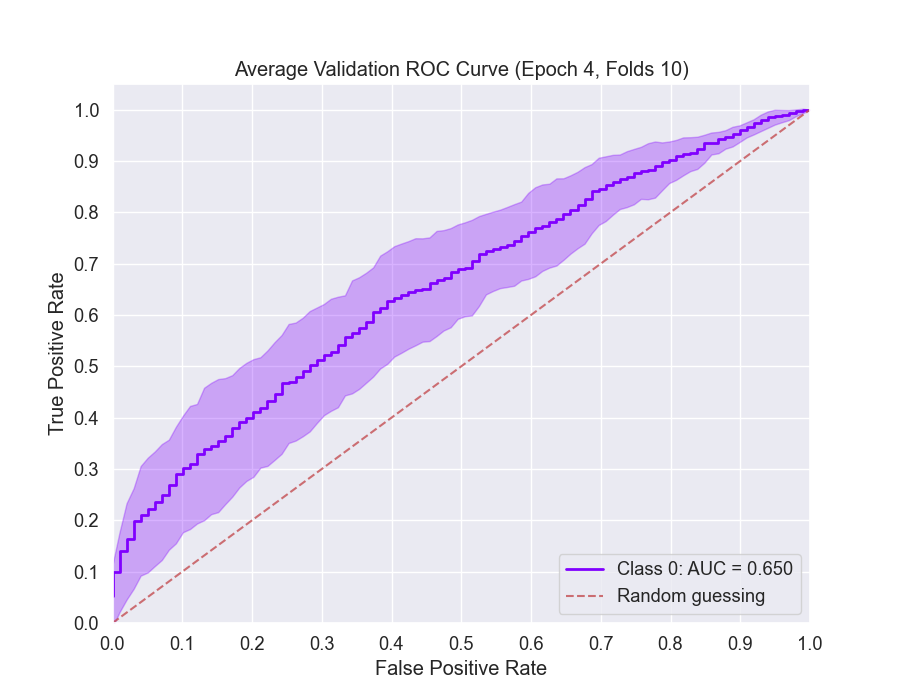 Average Validation ROC Curve (Epoch 4, Folds 10)
True Positive Rate
1.0
0.9
0.8
0.7
0.6
0.5
0.4
0.3
0.2
0.1
0.0
Class 0: AUC = 0.650
Random guessing
0.0 0.1 0.2 0.3 0.4 0.5 0.6 0.7 0.8 0.9 1.0
False Positive Rate